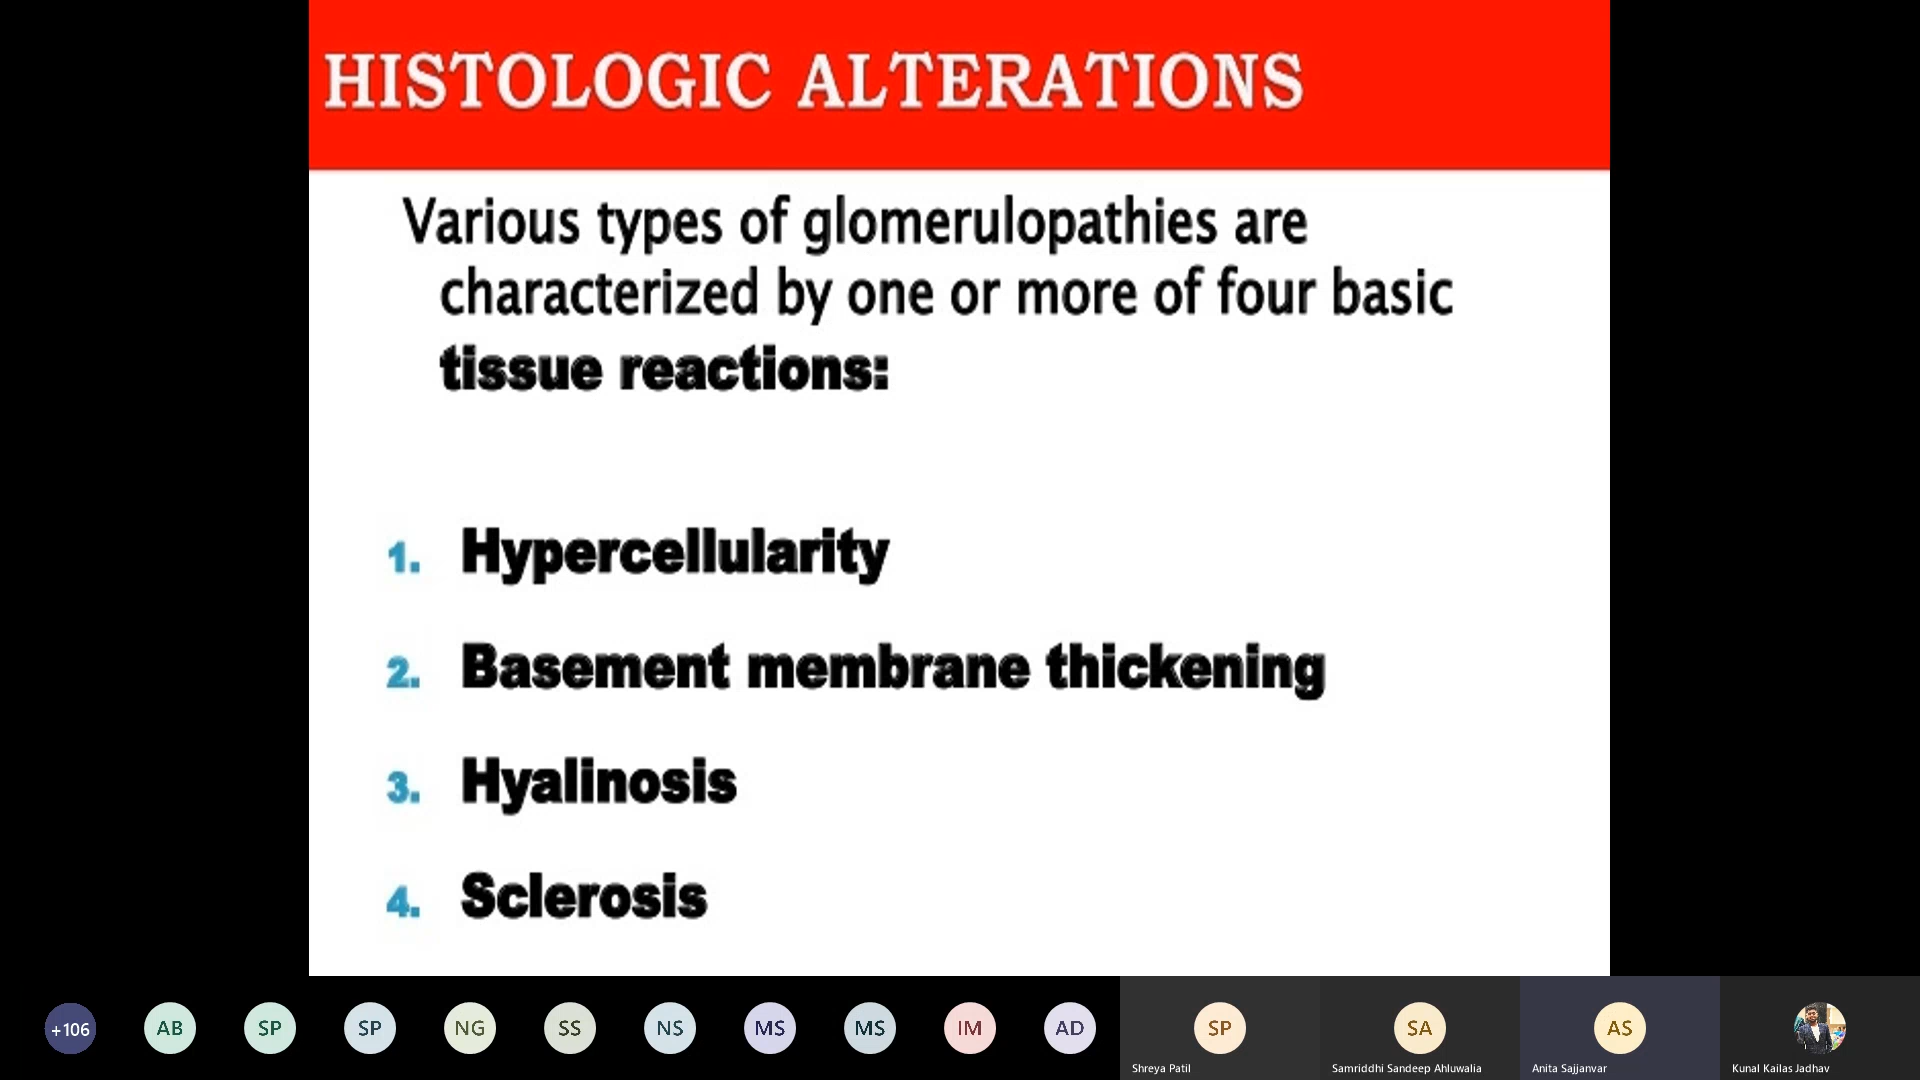 HISTOLOGIC ALTERATIONS
Various types of glomerulopathies are
characterized by one or more of four basic
tissue reactions:
1. Hypercellularity
2. Basement membrane thickening
3. Hyalinosis
4. Sclerosis
+106 AB SP SP NG SS NS MS MS IM AD SP SA AS
Shreya Patil Samriddhi Sandeep Ahluwalia Anita Sajjanvar Kunal Kailas Jadhav